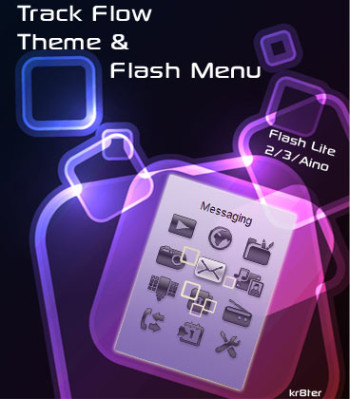 Track Flow
Theme &
Flash Menu
Flash Lite
2/3/Aino
Messaging
kr8ter